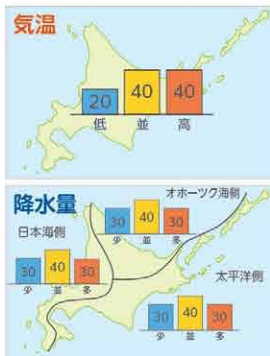 気温
20 40 40
低 並 高
降水量
オホーツク海側
30 40 30
少 並 多
日本海側
30 40 30
少 並 多
太平洋側
30 40 30
少 並 多